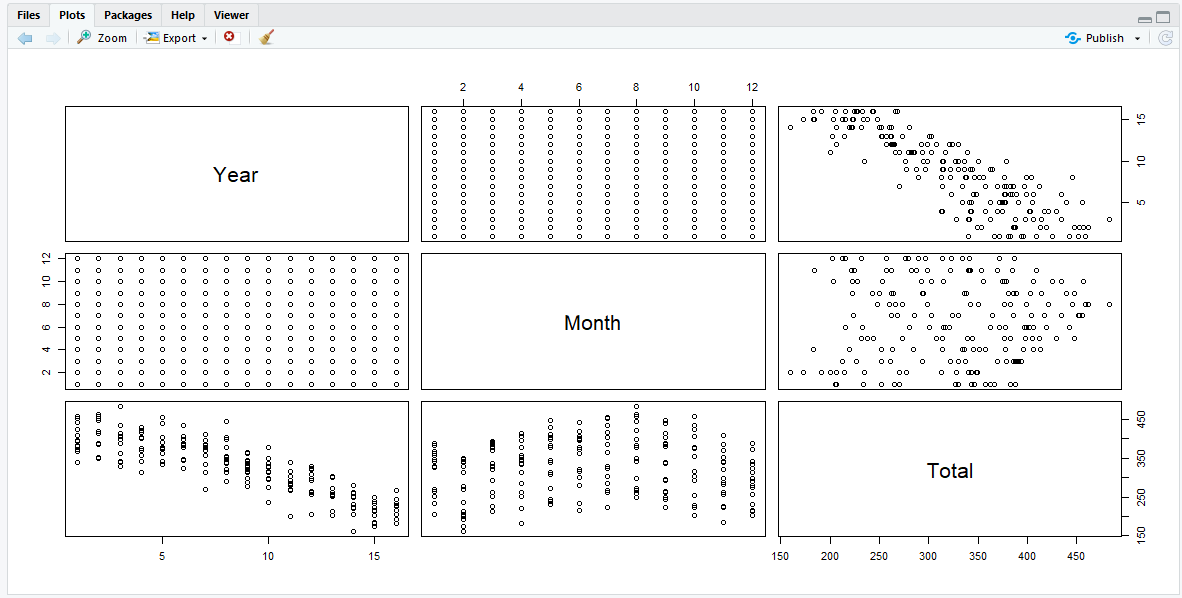 Files Plots Packages Help Viewer
Zoom Export Publish
2 4 6 8 10 12
Year
15
10
5
12
10
8
6
4
2
Month
Total
450
350
250
150
5 10 15
150 200 250 300 350 400 450